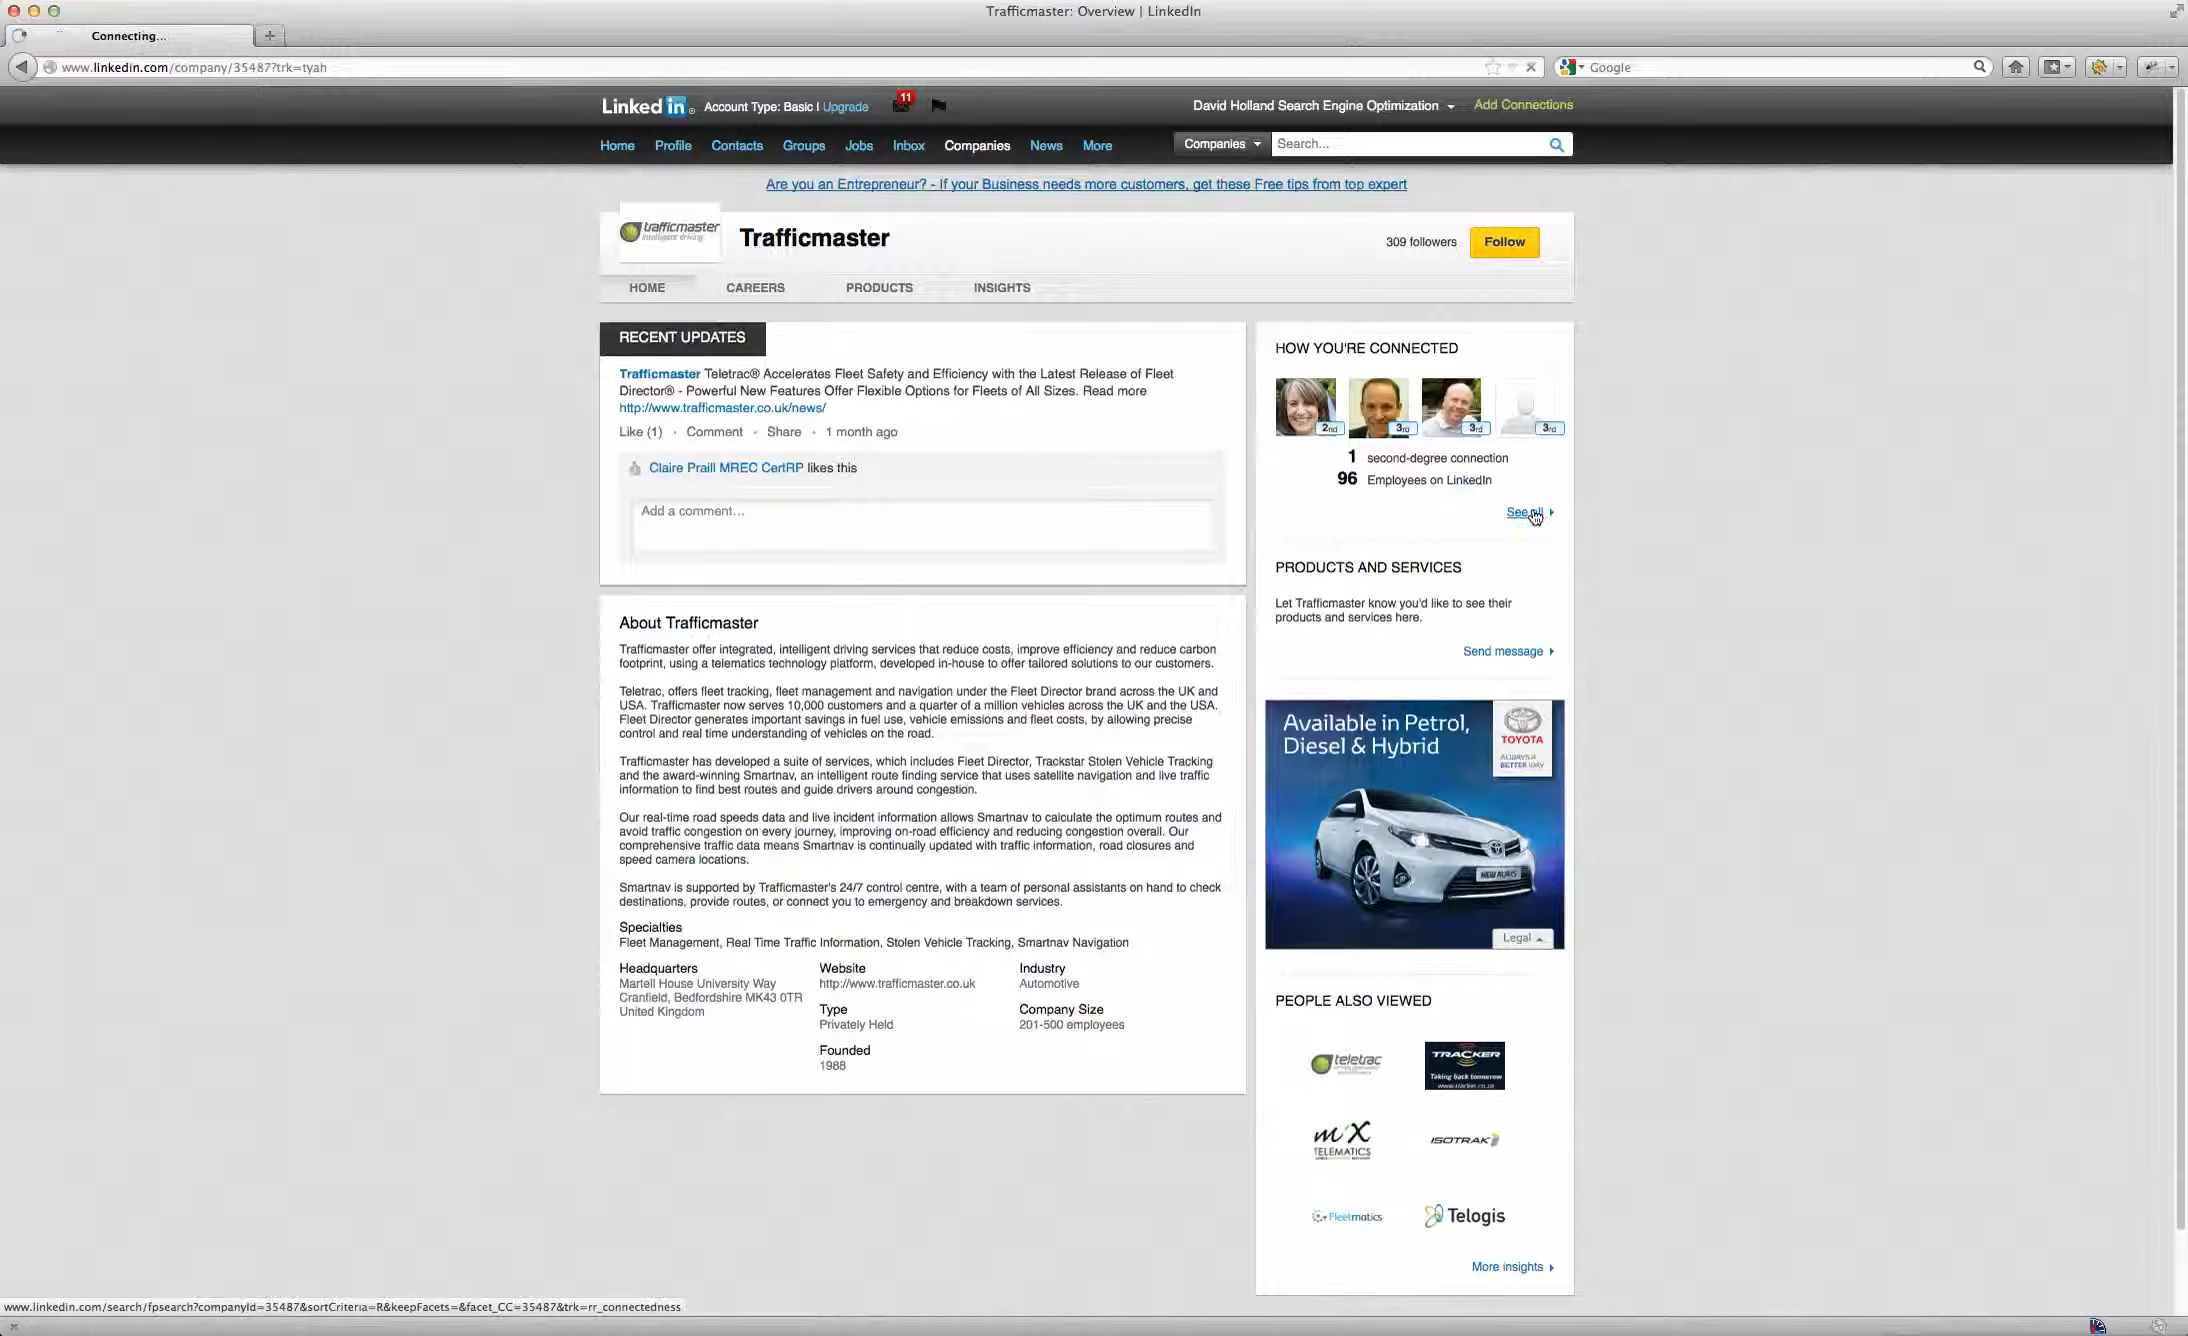 Trafficmaster: Overview | LinkedIn
Connecting...
www.linkedin.com/company/35487?trk=tyah
Google
Linked in
Account Type: Basic | Upgrade
11
David Holland Search Engine Optimization
Add Connections
Home Profile Contacts Groups Jobs Inbox Companies News More
Companies
Search...
Are you an Entrepreneur? - If your Business needs more customers, get these Free tips from top expert
trafficmaster
intelligent driving
Trafficmaster
309 followers
Follow
HOME CAREERS PRODUCTS INSIGHTS
RECENT UPDATES
Trafficmaster Teletrac® Accelerates Fleet Safety and Efficiency with the Latest Release of Fleet
Director® - Powerful New Features Offer Flexible Options for Fleets of All Sizes. Read more
http://www.trafficmaster.co.uk/news/
Like (1) • Comment • Share • 1 month ago
Claire Praill MREC CertRP likes this
Add a comment...
About Trafficmaster
Trafficmaster offer integrated, intelligent driving services that reduce costs, improve efficiency and reduce carbon
footprint, using a telematics technology platform, developed in-house to offer tailored solutions to our customers.
Teletrac, offers fleet tracking, fleet management and navigation under the Fleet Director brand across the UK and
USA. Trafficmaster now serves 10,000 customers and a quarter of a million vehicles across the UK and the USA.
Fleet Director generates important savings in fuel use, vehicle emissions and fleet costs, by allowing precise
control and real time understanding of vehicles on the road.
Trafficmaster has developed a suite of services, which includes Fleet Director, Trackstar Stolen Vehicle Tracking
and the award-winning Smartnav, an intelligent route finding service that uses satellite navigation and live traffic
information to find best routes and guide drivers around congestion.
Our real-time road speeds data and live incident information allows Smartnav to calculate the optimum routes and
avoid traffic congestion on every journey, improving on-road efficiency and reducing congestion overall. Our
comprehensive traffic data means Smartnav is continually updated with traffic information, road closures and
speed camera locations.
Smartnav is supported by Trafficmaster's 24/7 control centre, with a team of personal assistants on hand to check
destinations, provide routes, or connect you to emergency and breakdown services.
Specialties
Fleet Management, Real Time Traffic Information, Stolen Vehicle Tracking, Smartnav Navigation
Headquarters
Martell House University Way
Cranfield, Bedfordshire MK43 0TR
United Kingdom
Website
http://www.trafficmaster.co.uk
Type
Privately Held
Founded
1988
Industry
Automotive
Company Size
201-500 employees
HOW YOU'RE CONNECTED
2nd 3rd 3rd 3rd
1 second-degree connection
96 Employees on LinkedIn
See all
PRODUCTS AND SERVICES
Let Trafficmaster know you'd like to see their
products and services here.
Send message
Available in Petrol,
Diesel & Hybrid
TOYOTA
ALWAYS A
BETTER WAY
NEW AURIS
Legal
PEOPLE ALSO VIEWED
teletrac
TRACKER
Taking back tomorrow
www.tracker.co.za
MiX
TELEMATICS
ISOTRAK
Fleetmatics
Telogis
More insights
www.linkedin.com/search/fpsearch?companyId=35487&sortCriteria=R&keepFacets=&facet_CC=35487&trk=rr_connectedness